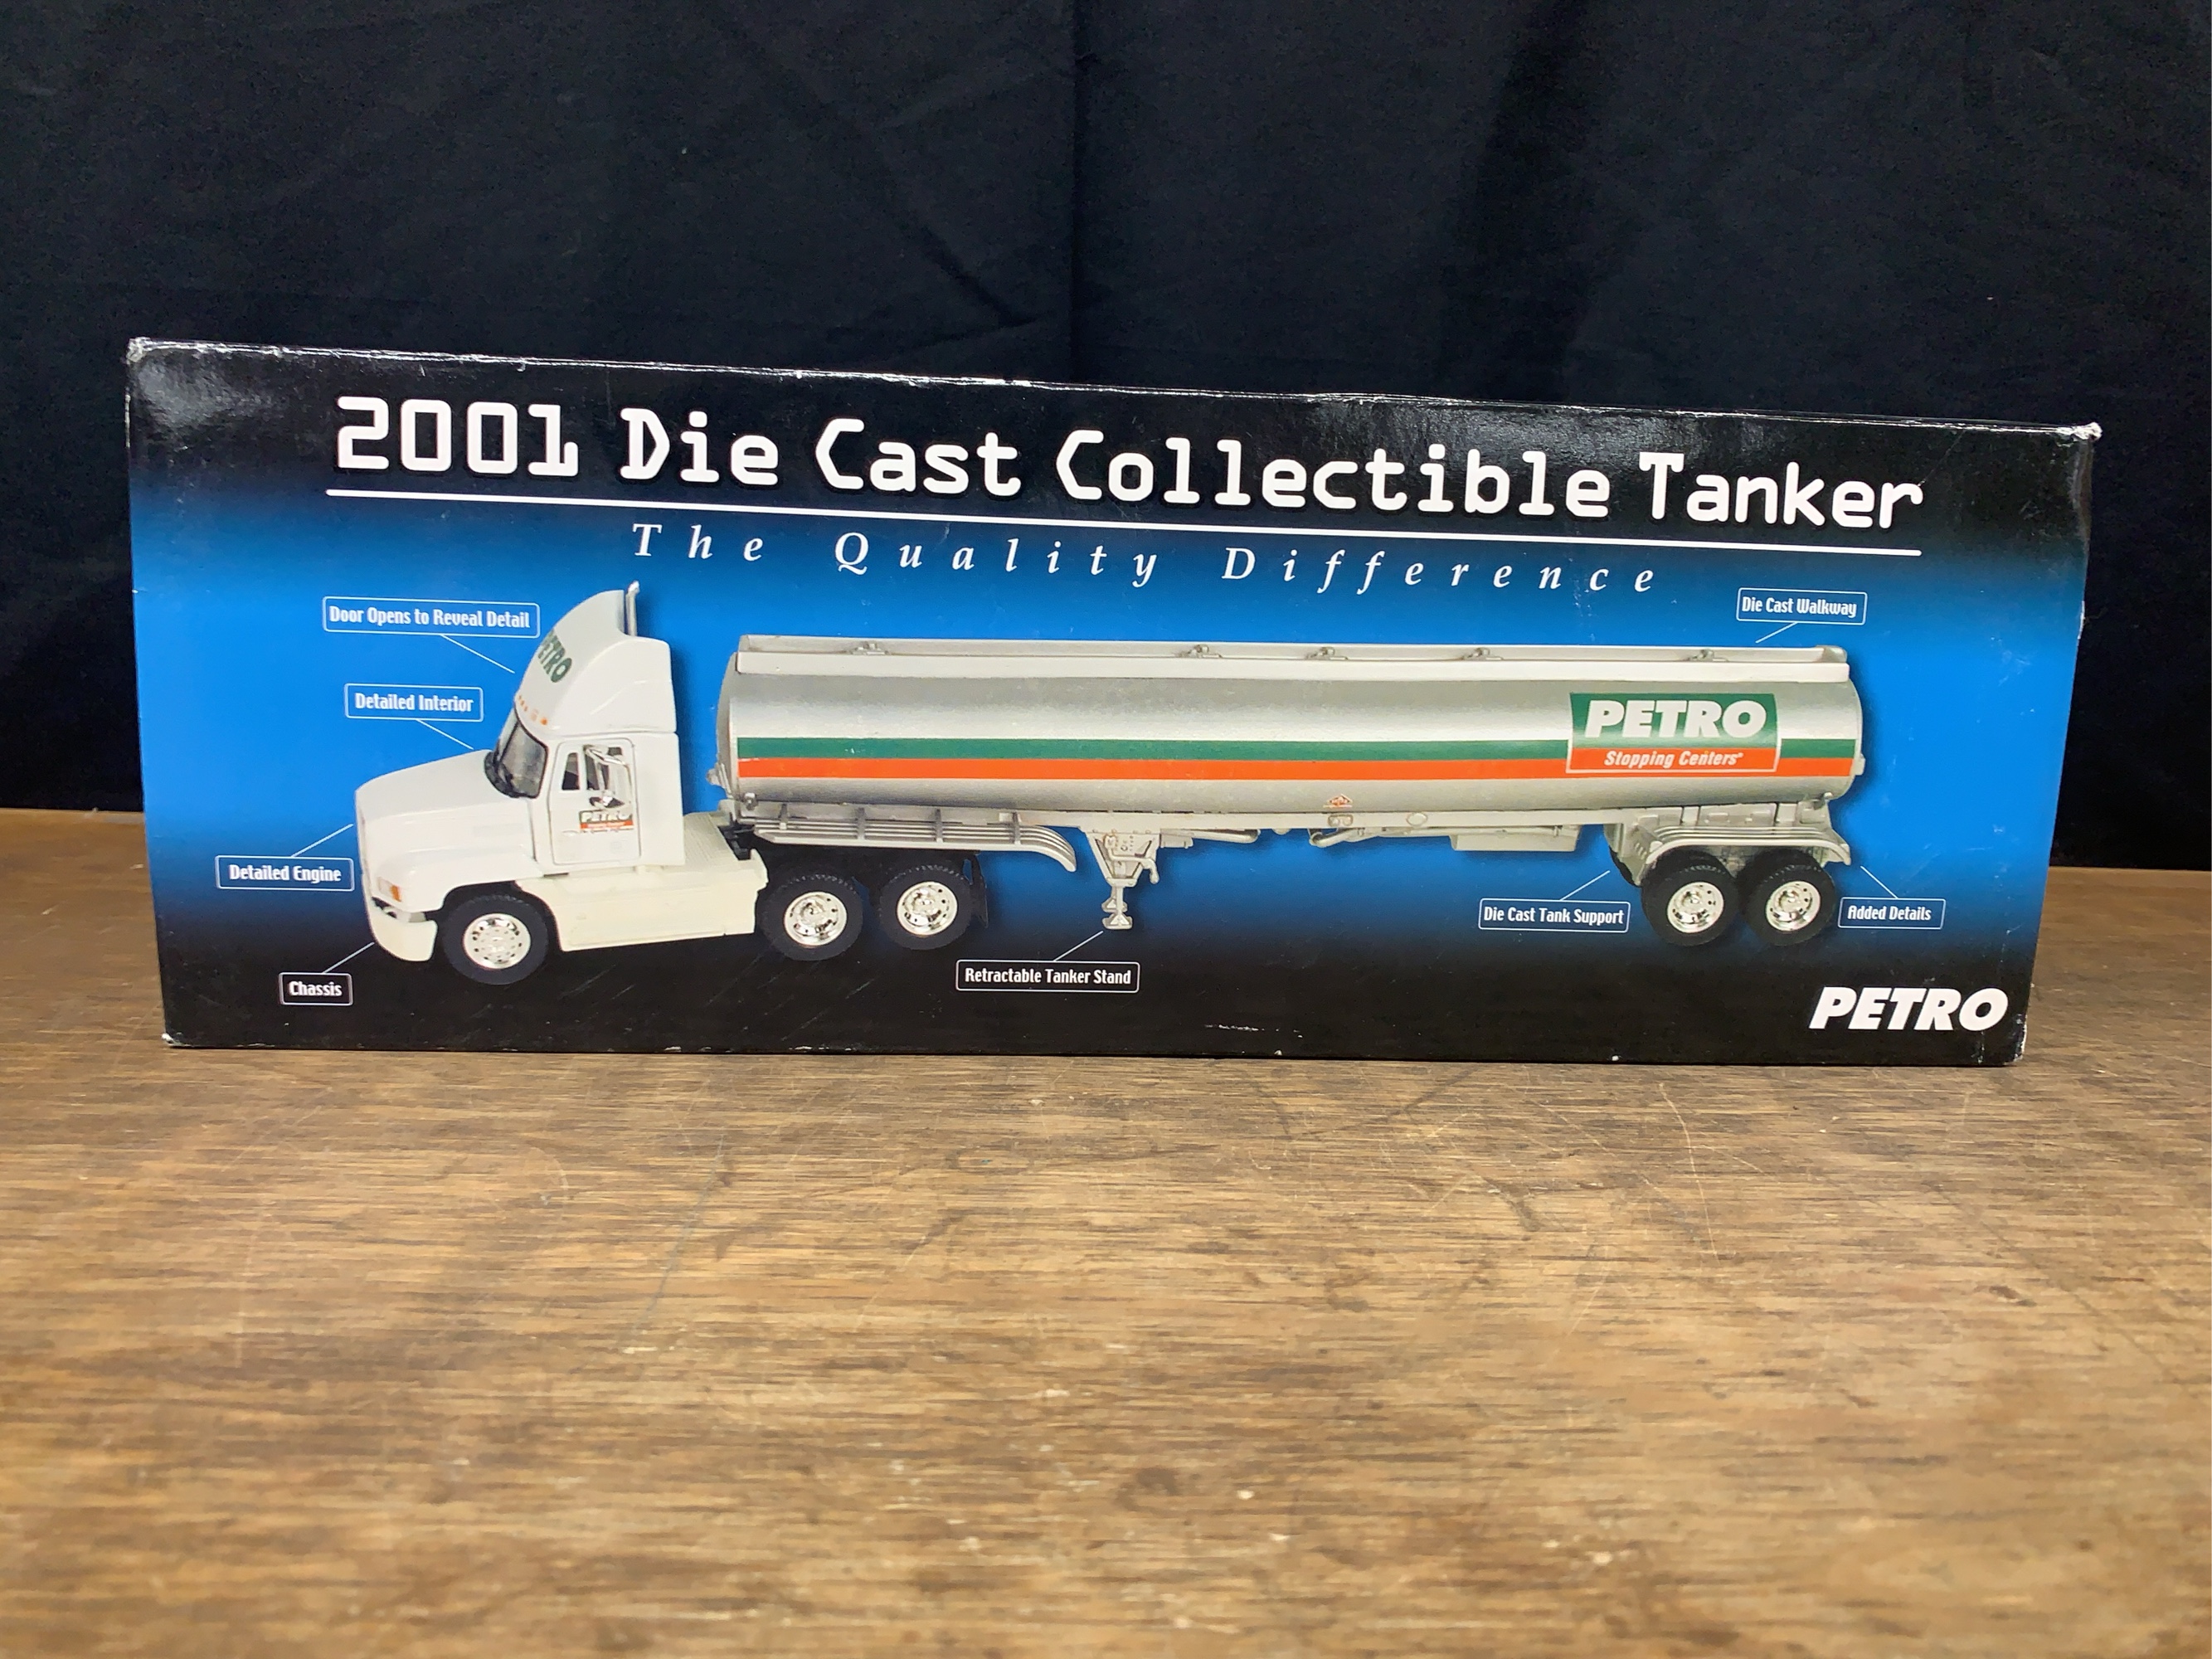 2001 Die Cast Collectible Tanker
The Quality Difference
Door Opens to Reveal Detail
Die Cast Walkway
PETRO
Detailed Interior
PETRO
Stopping Centers
PETRO
Detailed Engine
Die Cast Tank Support
Added Details
Retractable Tanker Stand
Chassis
PETRO